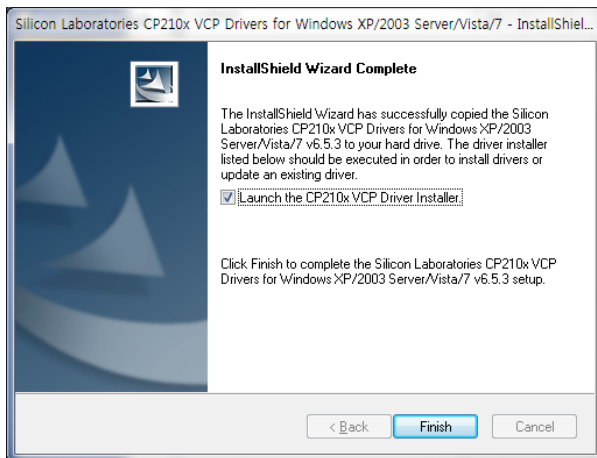 Silicon Laboratories CP210x VCP Drivers for Windows XP/2003 Server/Vista/7 - InstallShiel...
InstallShield Wizard Complete
The InstallShield Wizard has successfully copied the Silicon
Laboratories CP210x VCP Drivers for Windows XP/2003
Server/Vista/7 v6.5.3 to your hard drive. The driver installer
listed below should be executed in order to install drivers or
update an existing driver.
Launch the CP210x VCP Driver Installer.
Click Finish to complete the Silicon Laboratories CP210x VCP
Drivers for Windows XP/2003 Server/Vista/7 v6.5.3 setup.
< Back Finish Cancel